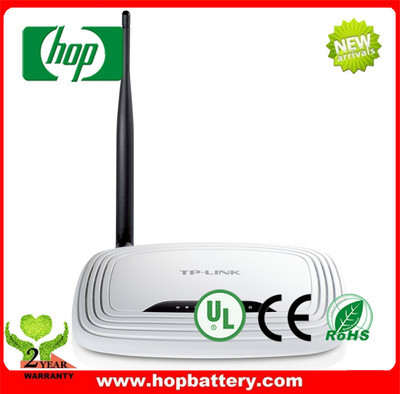 hop
NEW
arrivals
TP-LINK
UL
CE
RoHS
2 YEAR
WARRANTY
www.hopbattery.com